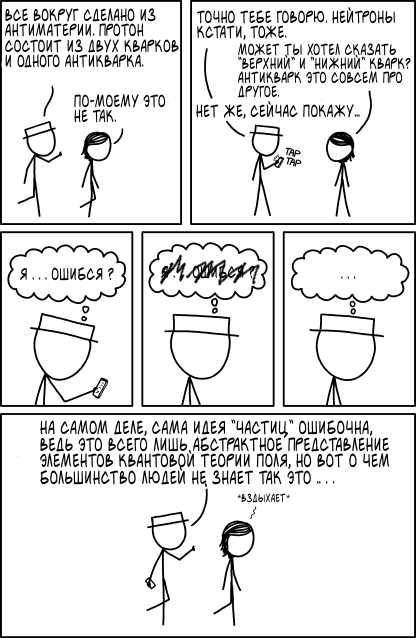 ВСЕ ВОКРУГ СДЕЛАНО ИЗ
АНТИМАТЕРИИ. ПРОТОН
СОСТОИТ ИЗ ДВУХ КВАРКОВ
И ОДНОГО АНТИКВАРКА.
ПО-МОЕМУ ЭТО
НЕ ТАК.
ТОЧНО ТЕБЕ ГОВОРЮ. НЕЙТРОНЫ
КСТАТИ, ТОЖЕ.
МОЖЕТ ТЫ ХОТЕЛ СКАЗАТЬ
"ВЕРХНИЙ" И "НИЖНИЙ" КВАРК?
АНТИКВАРК ЭТО СОВСЕМ ПРО
ДРУГОЕ.
НЕТ ЖЕ, СЕЙЧАС ПОКАЖУ...
TAP
TAP
Я ... ОШИБСЯ ?
...
НА САМОМ ДЕЛЕ, САМА ИДЕЯ "ЧАСТИЦ" ОШИБОЧНА,
ВЕДЬ ЭТО ВСЕГО ЛИШЬ АБСТРАКТНОЕ ПРЕДСТАВЛЕНИЕ
ЭЛЕМЕНТОВ КВАНТОВОЙ ТЕОРИИ ПОЛЯ, НО ВОТ О ЧЕМ
БОЛЬШИНСТВО ЛЮДЕЙ НЕ ЗНАЕТ ТАК ЭТО ...
*ВЗДЫХАЕТ*